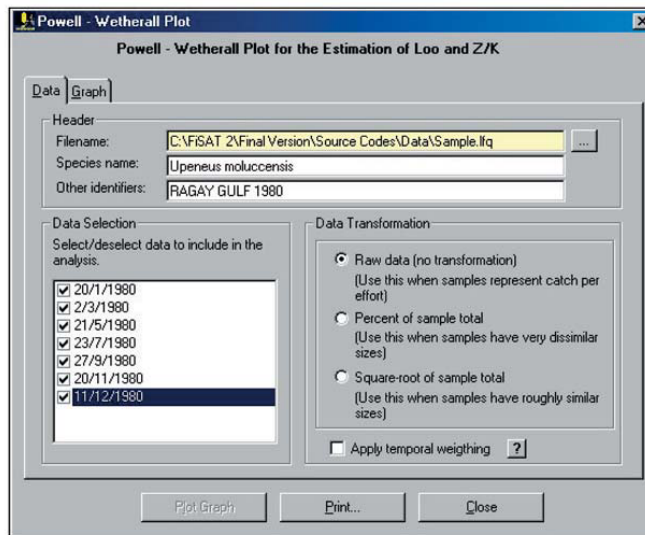 Powell - Wetherall Plot
Powell - Wetherall Plot for the Estimation of Loo and Z/K
Data
Graph
Header
Filename:
C:\FiSAT 2\Final Version\Source Codes\Data\Sample.lfq
...
Species name:
Upeneus moluccensis
Other identifiers:
RAGAY GULF 1980
Data Selection
Select/deselect data to include in the
analysis.
20/1/1980
2/3/1980
21/5/1980
23/7/1980
27/9/1980
20/11/1980
11/12/1980
Data Transformation
Raw data (no transformation)
(Use this when samples represent catch per
effort)
Percent of sample total
(Use this when samples have very dissimilar
sizes)
Square-root of sample total
(Use this when samples have roughly similar
sizes)
Apply temporal weigthing
?
Plot Graph
Print...
Close